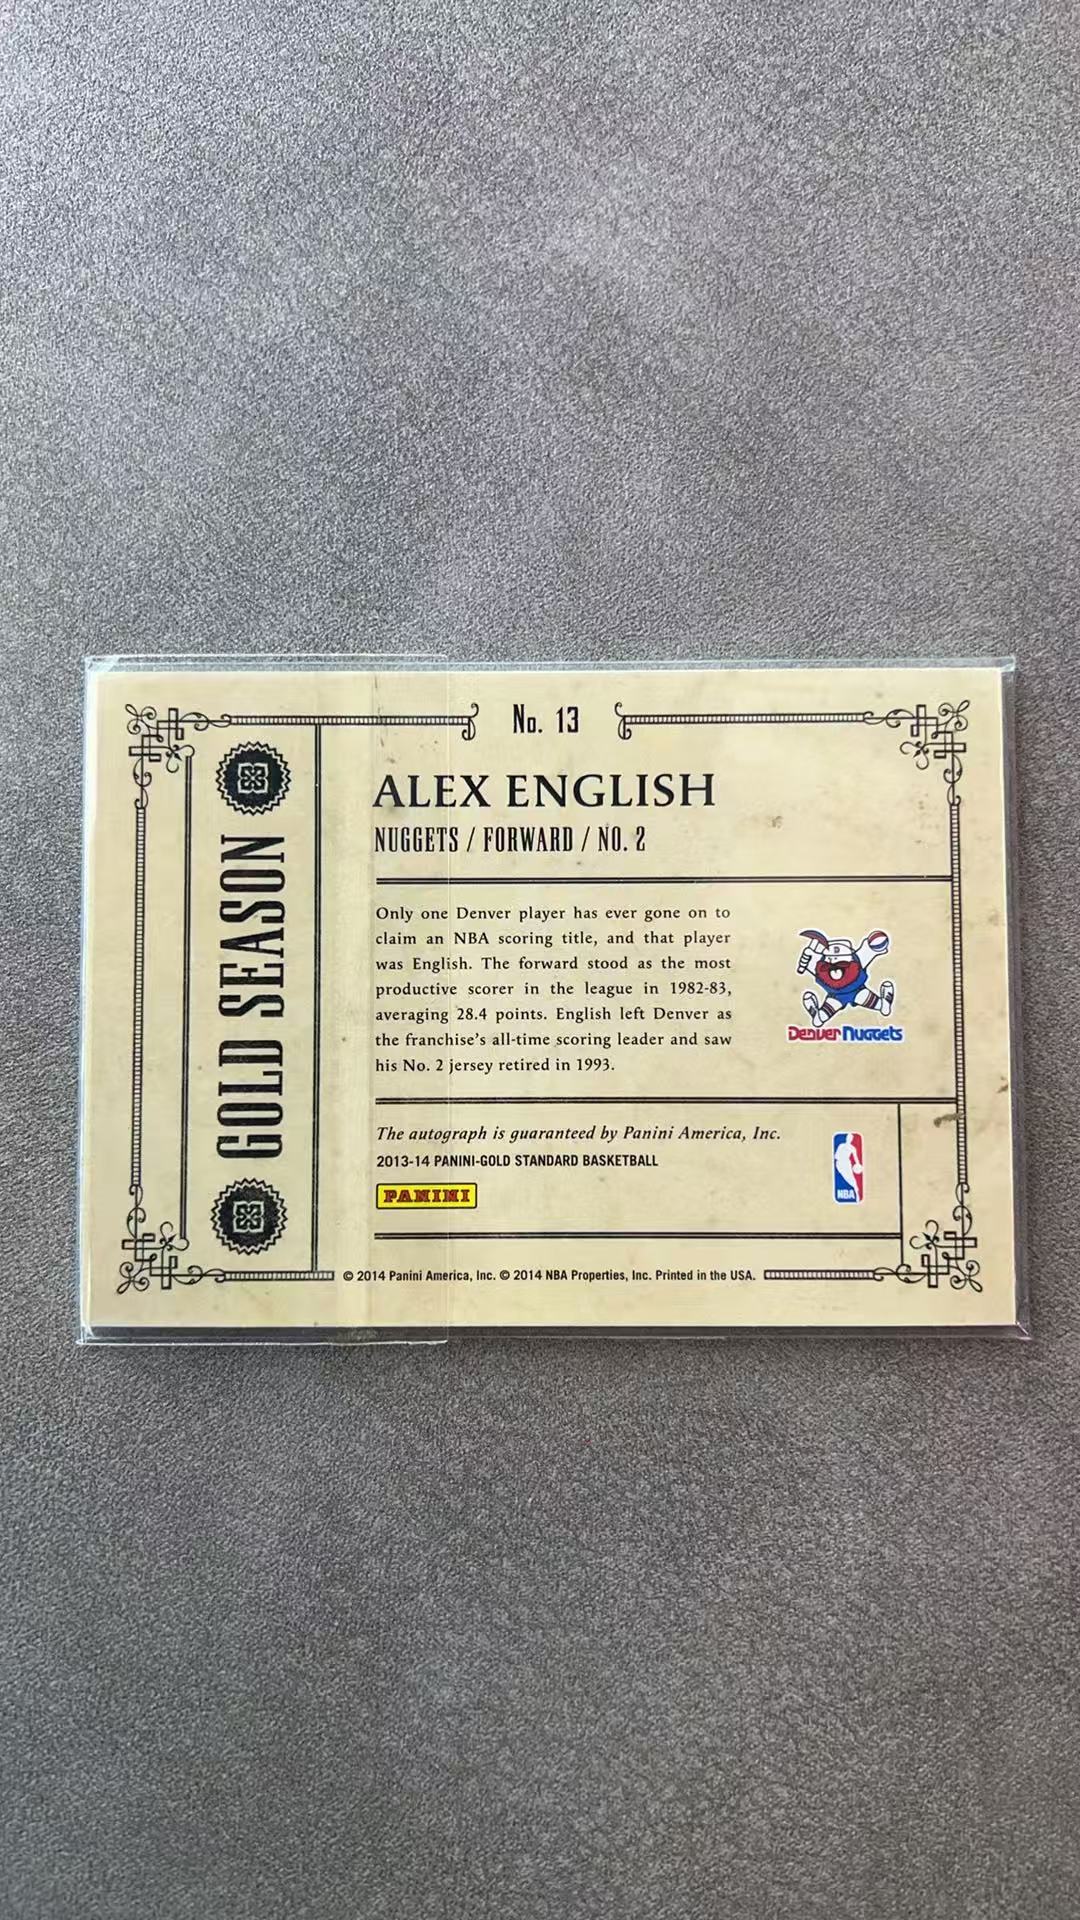 No. 13
GOLD SEASON
ALEX ENGLISH
NUGGETS / FORWARD / NO. 2
Only one Denver player has ever gone on to
claim an NBA scoring title, and that player
was English. The forward stood as the most
productive scorer in the league in 1982-83,
averaging 28.4 points. English left Denver as
the franchise's all-time scoring leader and saw
his No. 2 jersey retired in 1993.
Denver Nuggets
The autograph is guaranteed by Panini America, Inc.
2013-14 PANINI-GOLD STANDARD BASKETBALL
PANINI
NBA
© 2014 Panini America, Inc. © 2014 NBA Properties, Inc. Printed in the USA.